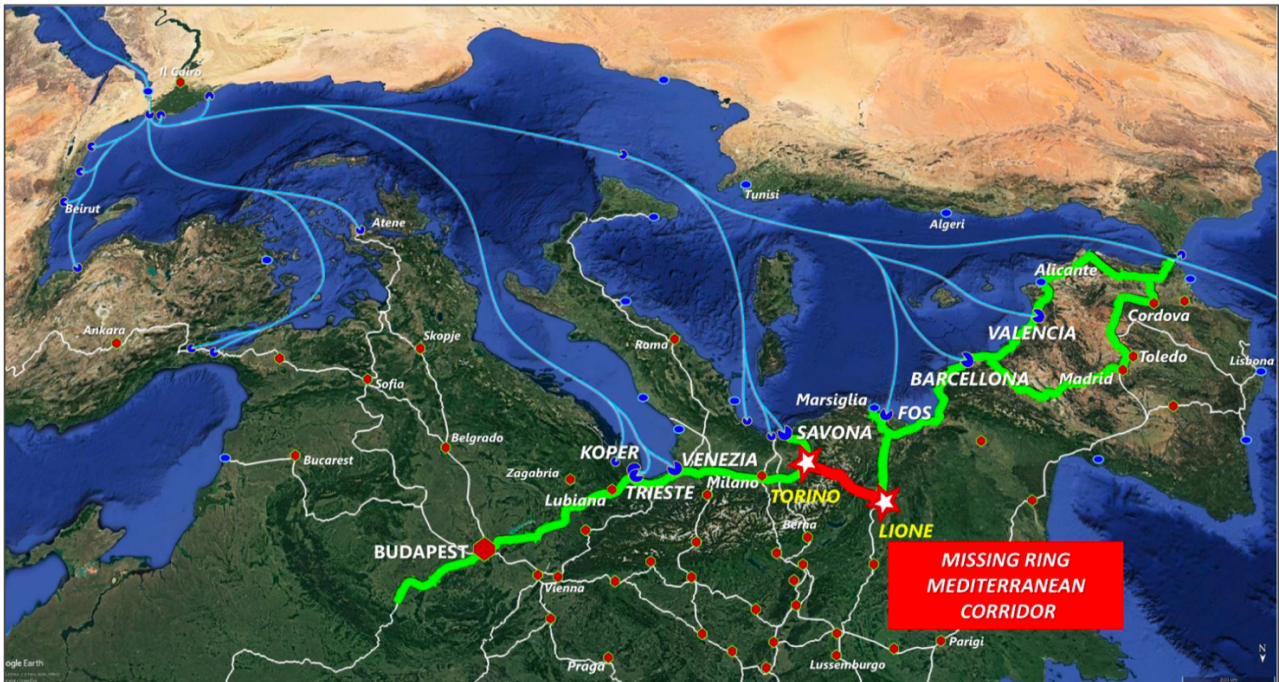 Il Cairo
Beirut
Atene
Tunisi
Algeri
Alicante
Cordova
VALENCIA
Ankara
Skopje
Roma
Toledo
Lisbona
BARCELLONA
Madrid
Sofia
Marsiglia
FOS
SAVONA
Belgrado
KOPER
VENEZIA
Bucarest
Zagabria
Milano
Lubiana
TRIESTE
TORINO
Berna
LIONE
BUDAPEST
MISSING RING
MEDITERRANEAN
CORRIDOR
Vienna
Parigi
Praga
Lussemburgo
ogle Earth
N